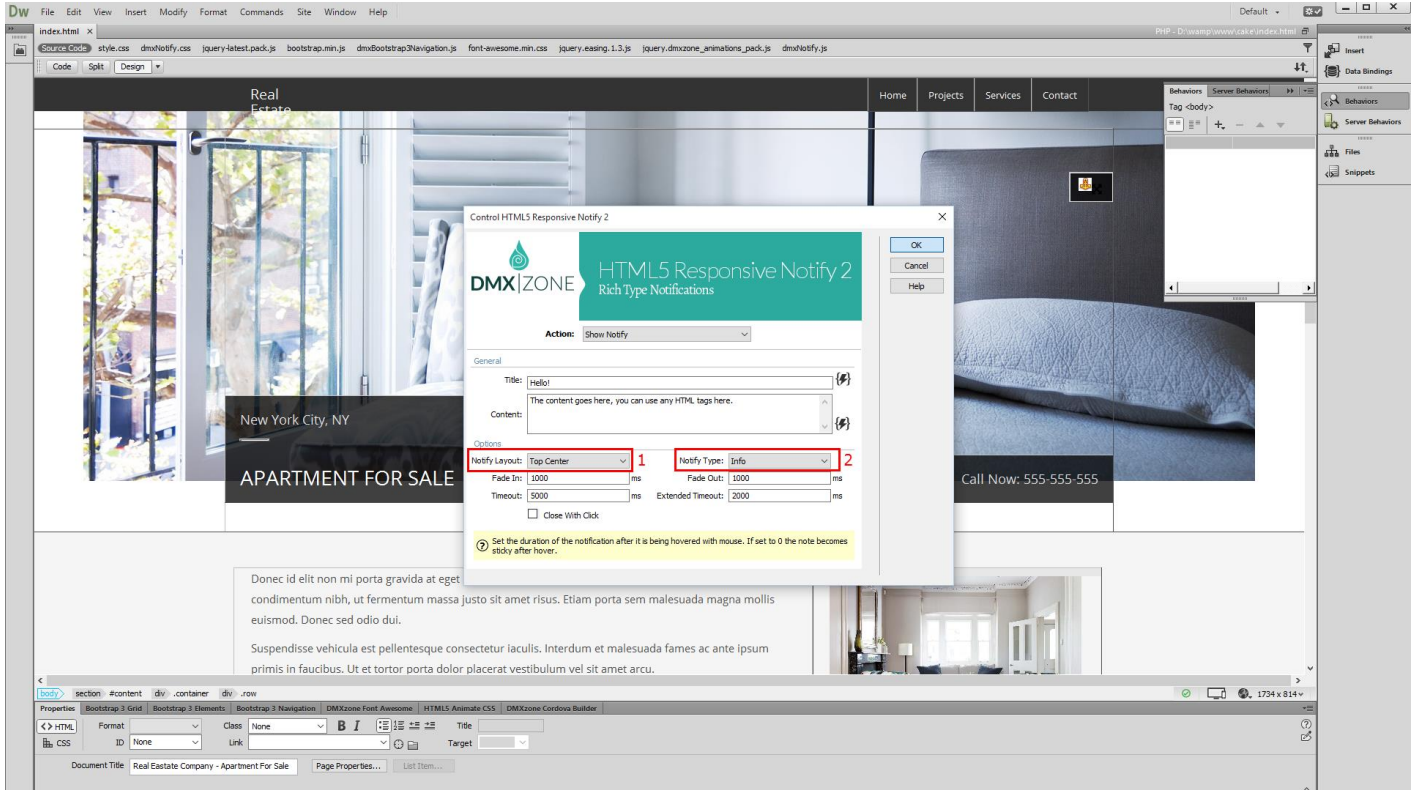 Dw File Edit View Insert Modify Format Commands Site Window Help Default
index.html × PHP - D:\wamp\www\cake\index.html
Source Code style.css dmxNotify.css jquery-latest.pack.js bootstrap.min.js dmxBootstrap3Navigation.js font-awesome.min.css jquery.easing.1.3.js jquery.dmxzone_animations_pack.js dmxNotify.js
Code Split Design
Insert
Data Bindings
Behaviors
Server Behaviors
Files
Snippets
Real
Estate
Home Projects Services Contact
Behaviors Server Behaviors
Tag <body>
Control HTML5 Responsive Notify 2
DMX|ZONE
HTML5 Responsive Notify 2
Rich Type Notifications
OK
Cancel
Help
Action: Show Notify
General
Title: Hello!
Content: The content goes here, you can use any HTML tags here.
Options
Notify Layout: Top Center 1 Notify Type: Info 2
Fade In: 1000 ms Fade Out: 1000 ms
Timeout: 5000 ms Extended Timeout: 2000 ms
Close With Click
Set the duration of the notification after it is being hovered with mouse. If set to 0 the note becomes
sticky after hover.
New York City, NY
APARTMENT FOR SALE
Call Now: 555-555-555
Donec id elit non mi porta gravida at eget
condimentum nibh, ut fermentum massa justo sit amet risus. Etiam porta sem malesuada magna mollis
euismod. Donec sed odio dui.
Suspendisse vehicula est pellentesque consectetur iaculis. Interdum et malesuada fames ac ante ipsum
primis in faucibus. Ut et tortor porta dolor placerat vestibulum vel sit amet arcu.
body section #content div .container div .row 1734 x 814
Properties Bootstrap 3 Grid Bootstrap 3 Elements Bootstrap 3 Navigation DMXzone Font Awesome HTML5 Animate CSS DMXzone Cordova Builder
<> HTML Format Class None B I Title
CSS ID None Link Target
Document Title Real Eastate Company - Apartment For Sale Page Properties... List Item...